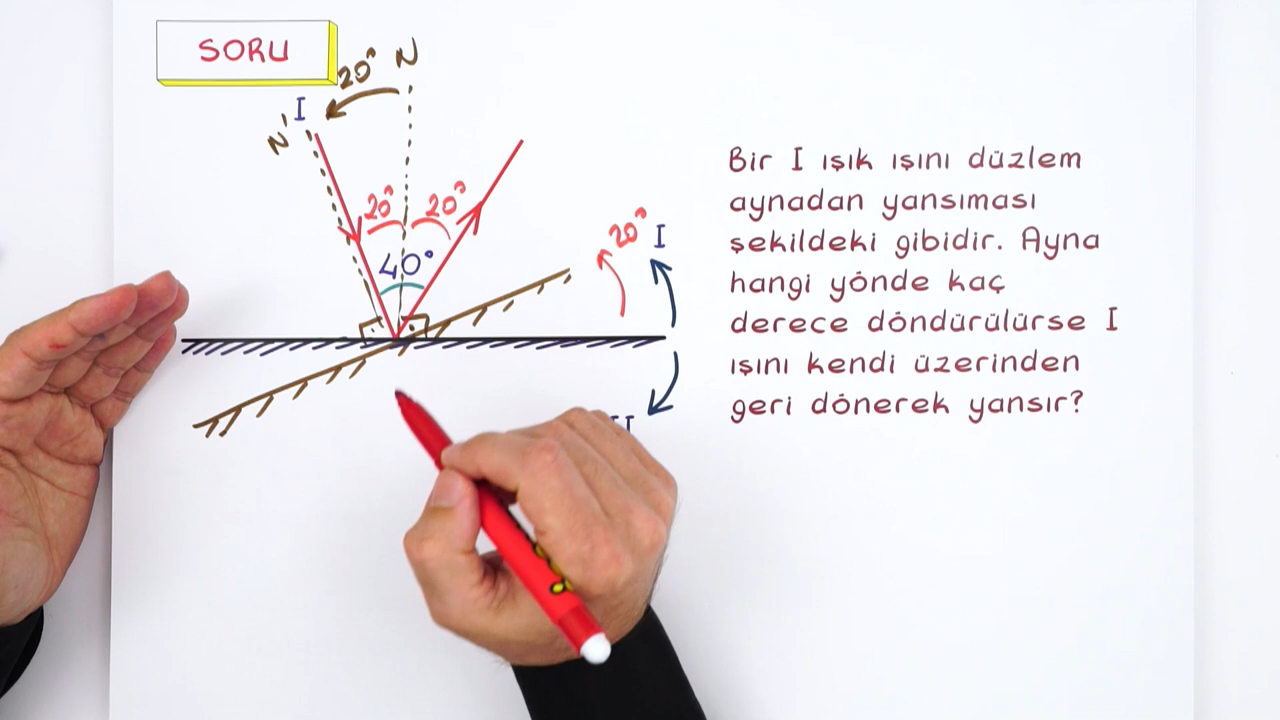 SORU
20° N
I
N'
20° 20°
40°
20° I
Bir I ışık ışını düzlem
aynadan yansıması
şekildeki gibidir. Ayna
hangi yönde kaç
derece döndürülürse I
ışını kendi üzerinden
geri dönerek yansır?